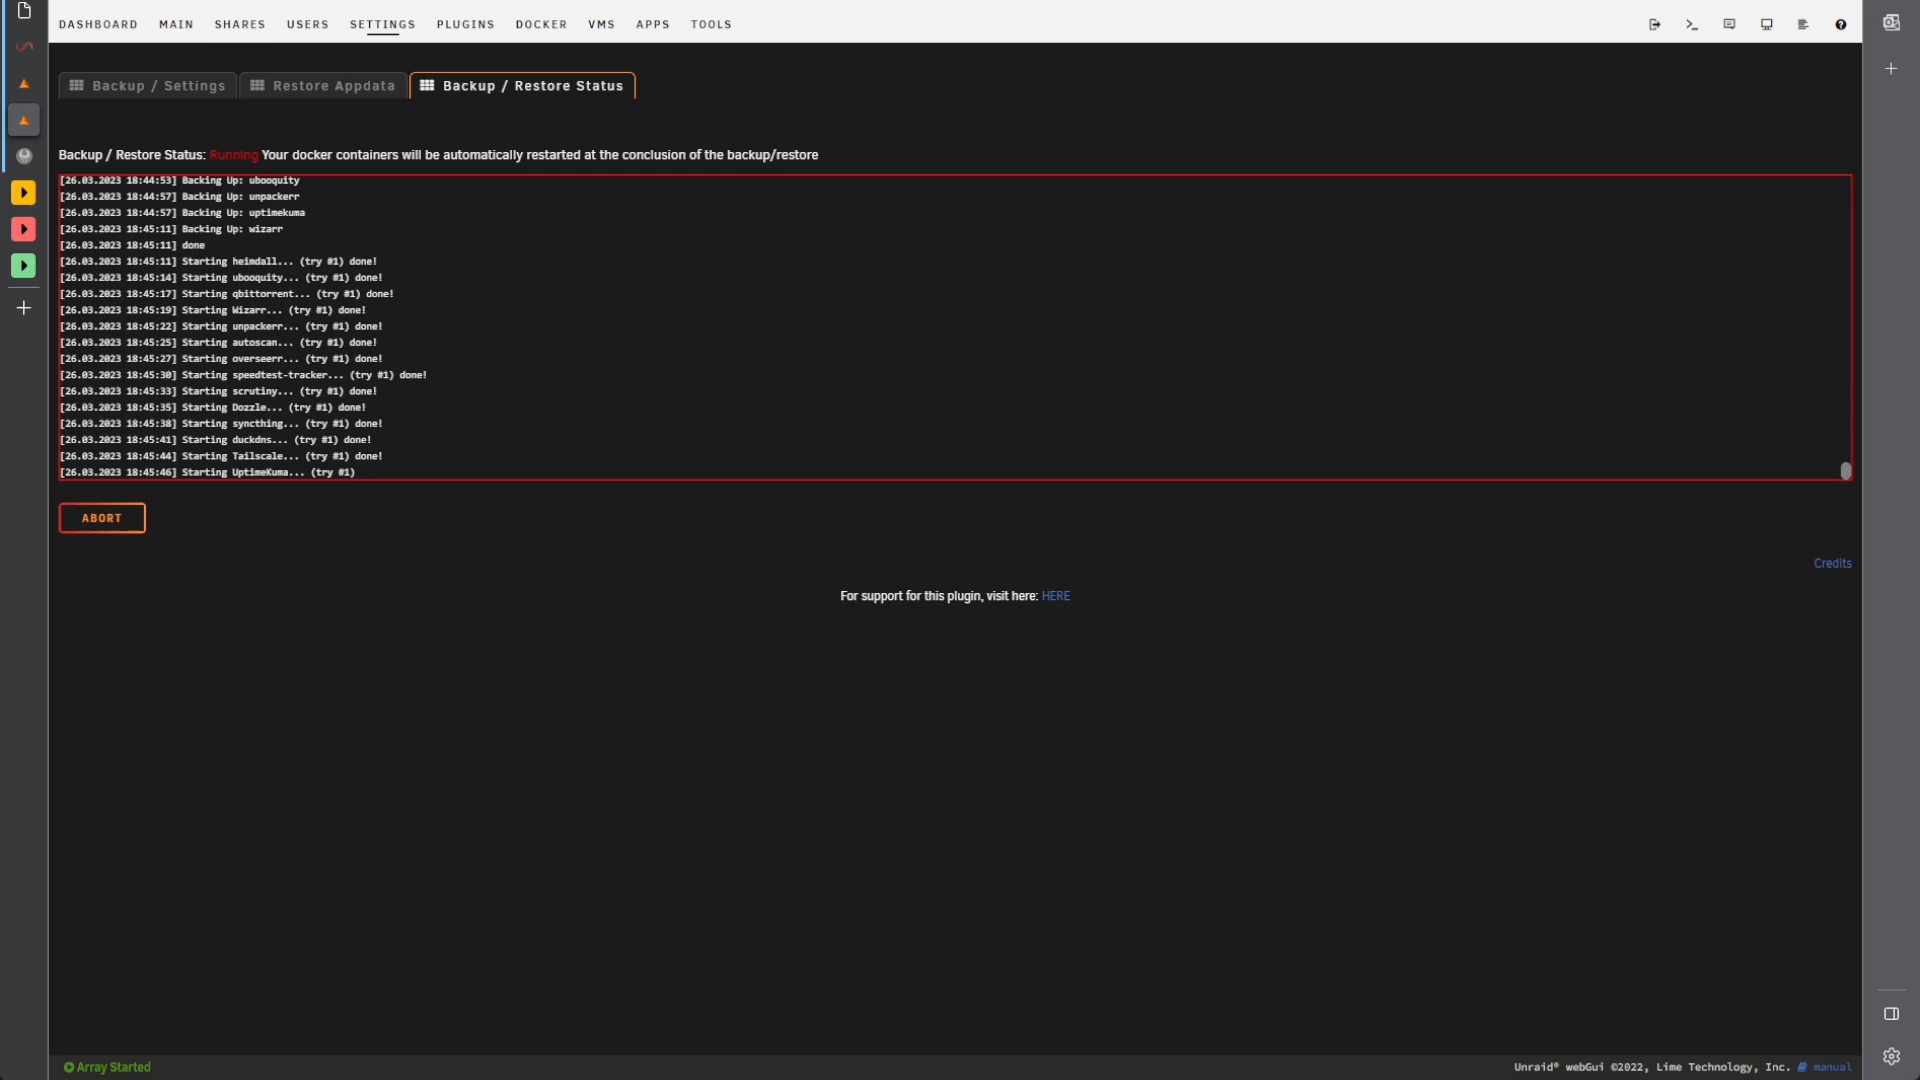 DASHBOARD MAIN SHARES USERS SETTINGS PLUGINS DOCKER VMS APPS TOOLS
Backup / Settings Restore Appdata Backup / Restore Status
Backup / Restore Status: Running Your docker containers will be automatically restarted at the conclusion of the backup/restore
[26.03.2023 18:44:53] Backing Up: ubooquity
[26.03.2023 18:44:57] Backing Up: unpackerr
[26.03.2023 18:44:57] Backing Up: uptimekuma
[26.03.2023 18:45:11] Backing Up: wizarr
[26.03.2023 18:45:11] done
[26.03.2023 18:45:11] Starting heimdall... (try #1) done!
[26.03.2023 18:45:14] Starting ubooquity... (try #1) done!
[26.03.2023 18:45:17] Starting qbittorrent... (try #1) done!
[26.03.2023 18:45:19] Starting Wizarr... (try #1) done!
[26.03.2023 18:45:22] Starting unpackerr... (try #1) done!
[26.03.2023 18:45:25] Starting autoscan... (try #1) done!
[26.03.2023 18:45:27] Starting overseerr... (try #1) done!
[26.03.2023 18:45:30] Starting speedtest-tracker... (try #1) done!
[26.03.2023 18:45:33] Starting scrutiny... (try #1) done!
[26.03.2023 18:45:35] Starting Dozzle... (try #1) done!
[26.03.2023 18:45:38] Starting syncthing... (try #1) done!
[26.03.2023 18:45:41] Starting duckdns... (try #1) done!
[26.03.2023 18:45:44] Starting Tailscale... (try #1) done!
[26.03.2023 18:45:46] Starting UptimeKuma... (try #1)
ABORT
Credits
For support for this plugin, visit here: HERE
Array Started
Unraid® webGui ©2022, Lime Technology, Inc. manual